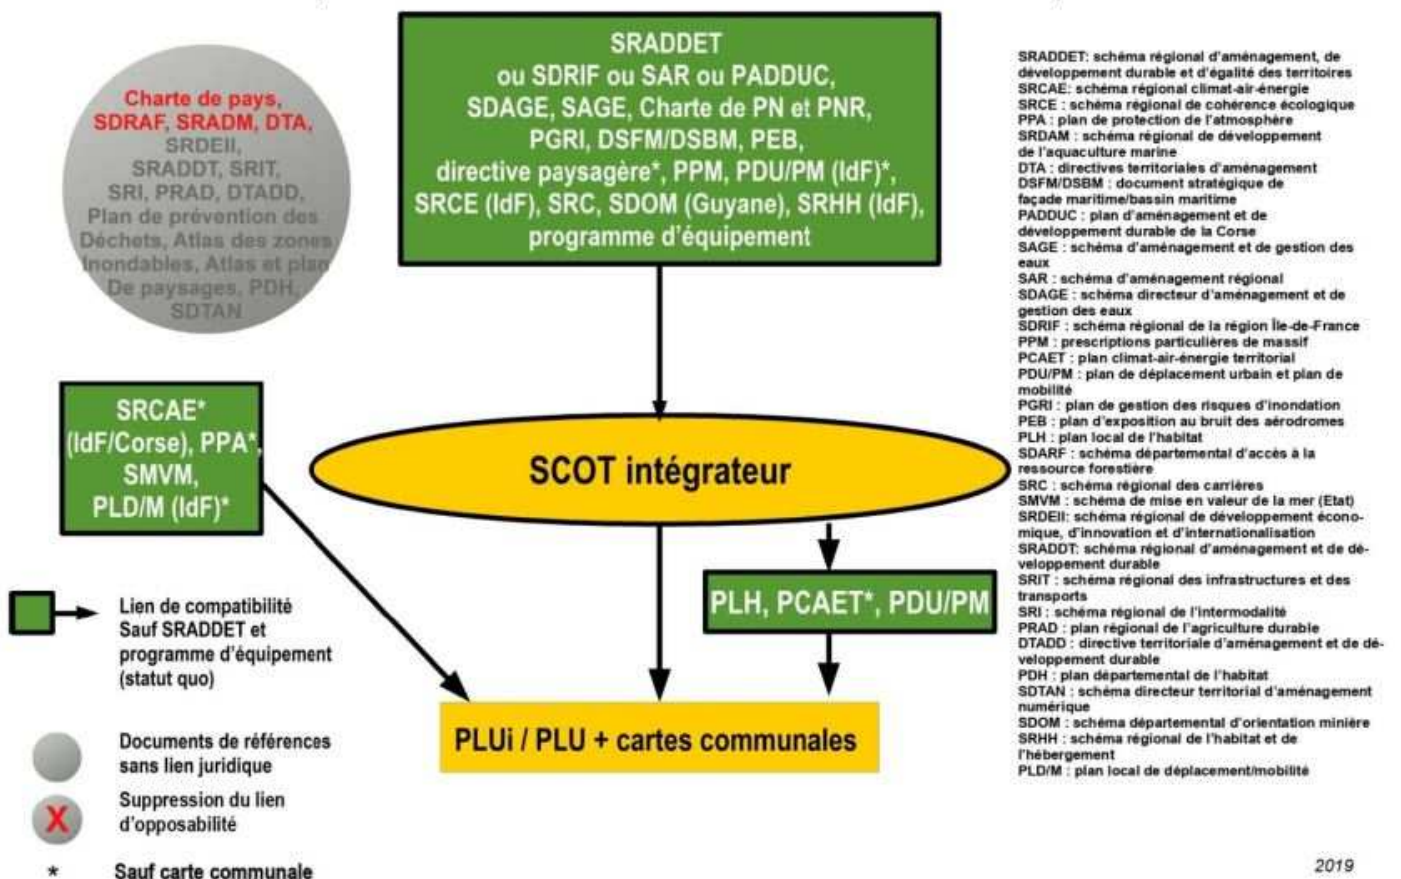 SRADDET
ou SDRIF ou SAR ou PADDUC,
SDAGE, SAGE, Charte de PN et PNR,
PGRI, DSFM/DSBM, PEB,
directive paysagère*, PPM, PDU/PM (IdF)*,
SRCE (IdF), SRC, SDOM (Guyane), SRHH (IdF),
programme d'équipement
Charte de pays,
SDRAF, SRADM, DTA,
SRDEII,
SRADDT, SRIT,
SRI, PRAD, DTADD,
Plan de prévention des
Déchets, Atlas des zones
Inondables, Atlas et plan
De paysages, PDH,
SDTAN
SRCAE*
(IdF/Corse), PPA*,
SMVM,
PLD/M (IdF)*
SCOT intégrateur
PLH, PCAET*, PDU/PM
PLUi / PLU + cartes communales
Lien de compatibilité
Sauf SRADDET et
programme d'équipement
(statut quo)
Documents de références
sans lien juridique
X
Suppression du lien
d'opposabilité
* Sauf carte communale
SRADDET: schéma régional d'aménagement, de
développement durable et d'égalité des territoires
SRCAE: schéma régional climat-air-énergie
SRCE : schéma régional de cohérence écologique
PPA : plan de protection de l'atmosphère
SRDAM : schéma régional de développement
de l'aquaculture marine
DTA : directives territoriales d'aménagement
DSFM/DSBM : document stratégique de
façade maritime/bassin maritime
PADDUC : plan d'aménagement et de
développement durable de la Corse
SAGE : schéma d'aménagement et de gestion des
eaux
SAR : schéma d'aménagement régional
SDAGE : schéma directeur d'aménagement et de
gestion des eaux
SDRIF : schéma régional de la région Île-de-France
PPM : prescriptions particulières de massif
PCAET : plan climat-air-énergie territorial
PDU/PM : plan de déplacement urbain et plan de
mobilité
PGRI : plan de gestion des risques d'inondation
PEB : plan d'exposition au bruit des aérodromes
PLH : plan local de l'habitat
SDARF : schéma départemental d'accès à la
ressource forestière
SRC : schéma régional des carrières
SMVM : schéma de mise en valeur de la mer (Etat)
SRDEII: schéma régional de développement écono-
mique, d'innovation et d'internationalisation
SRADDT: schéma régional d'aménagement et de dé-
veloppement durable
SRIT : schéma régional des infrastructures et des
transports
SRI : schéma régional de l'intermodalité
PRAD : plan régional de l'agriculture durable
DTADD : directive territoriale d'aménagement et de dé-
veloppement durable
PDH : plan départemental de l'habitat
SDTAN : schéma directeur territorial d'aménagement
numérique
SDOM : schéma départemental d'orientation minière
SRHH : schéma régional de l'habitat et de
l'hébergement
PLD/M : plan local de déplacement/mobilité
2019